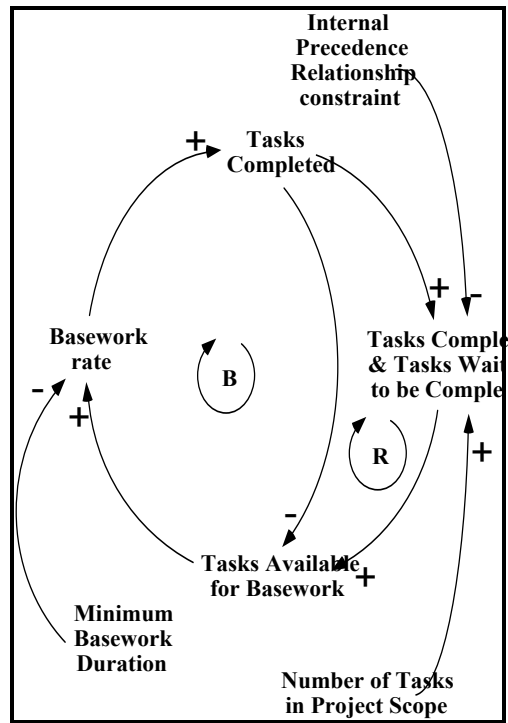 Internal
Precedence
Relationship
constraint
+
Tasks
Completed
+
-
Basework
rate
Tasks Comple
& Tasks Wait
to be Comple
-
B
+
+
R
-
Tasks Available
for Basework
+
Minimum
Basework
Duration
Number of Tasks
in Project Scope